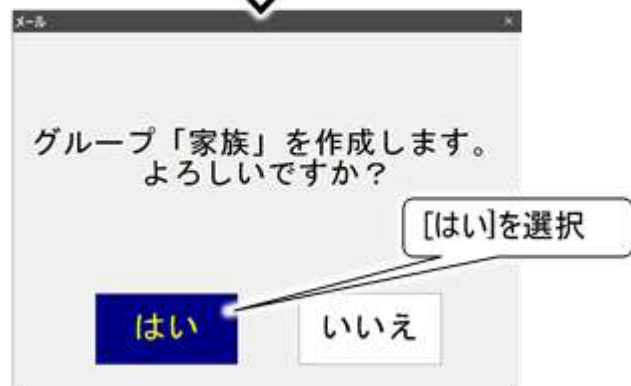 メール
グループ「家族」を作成します。
よろしいですか?
[はい]を選択
はい
いいえ